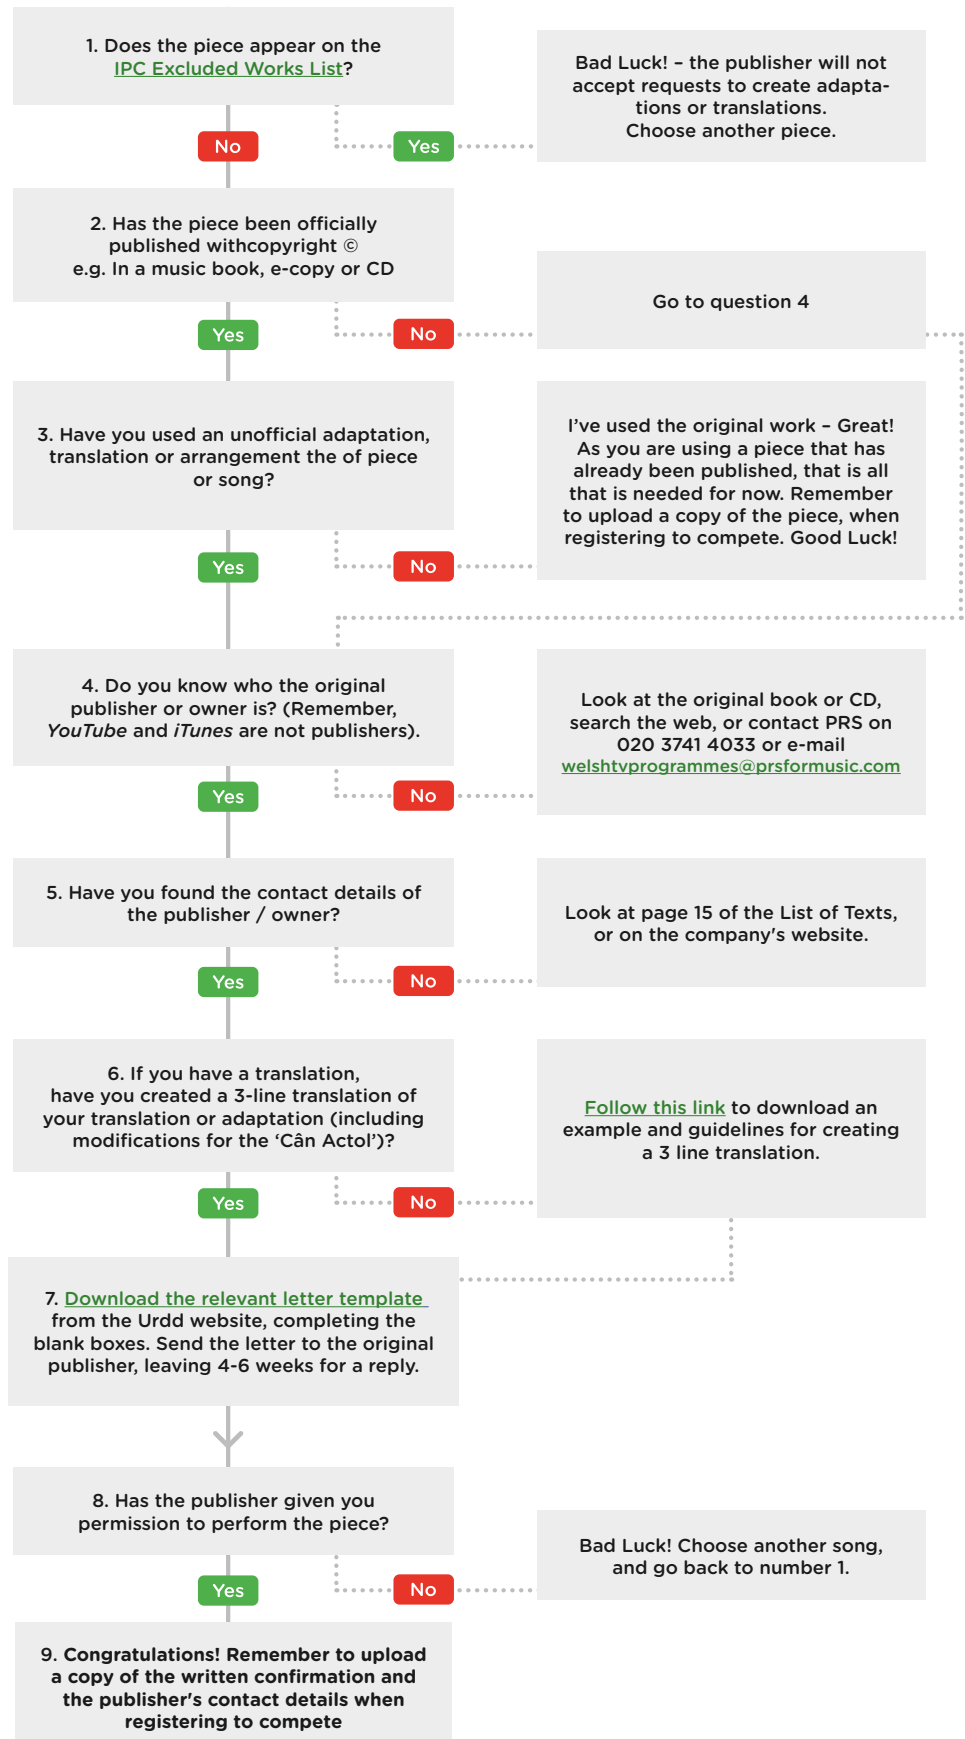 1. Does the piece appear on the
IPC Excluded Works List?
Bad Luck! – the publisher will not
accept requests to create adapta-
tions or translations.
Choose another piece.
No
Yes
2. Has the piece been officially
published withcopyright ©
e.g. In a music book, e-copy or CD
Go to question 4
Yes
No
3. Have you used an unofficial adaptation,
translation or arrangement the of piece
or song?
I've used the original work – Great!
As you are using a piece that has
already been published, that is all
that is needed for now. Remember
to upload a copy of the piece, when
registering to compete. Good Luck!
Yes
No
4. Do you know who the original
publisher or owner is? (Remember,
YouTube and iTunes are not publishers).
Look at the original book or CD,
search the web, or contact PRS on
020 3741 4033 or e-mail
welshtvprogrammes@prsformusic.com
Yes
No
5. Have you found the contact details of
the publisher / owner?
Look at page 15 of the List of Texts,
or on the company's website.
Yes
No
6. If you have a translation,
have you created a 3-line translation of
your translation or adaptation (including
modifications for the ‘Cân Actol’)?
Follow this link to download an
example and guidelines for creating
a 3 line translation.
Yes
No
7. Download the relevant letter template
from the Urdd website, completing the
blank boxes. Send the letter to the original
publisher, leaving 4-6 weeks for a reply.
8. Has the publisher given you
permission to perform the piece?
Bad Luck! Choose another song,
and go back to number 1.
Yes
No
9. Congratulations! Remember to upload
a copy of the written confirmation and
the publisher's contact details when
registering to compete